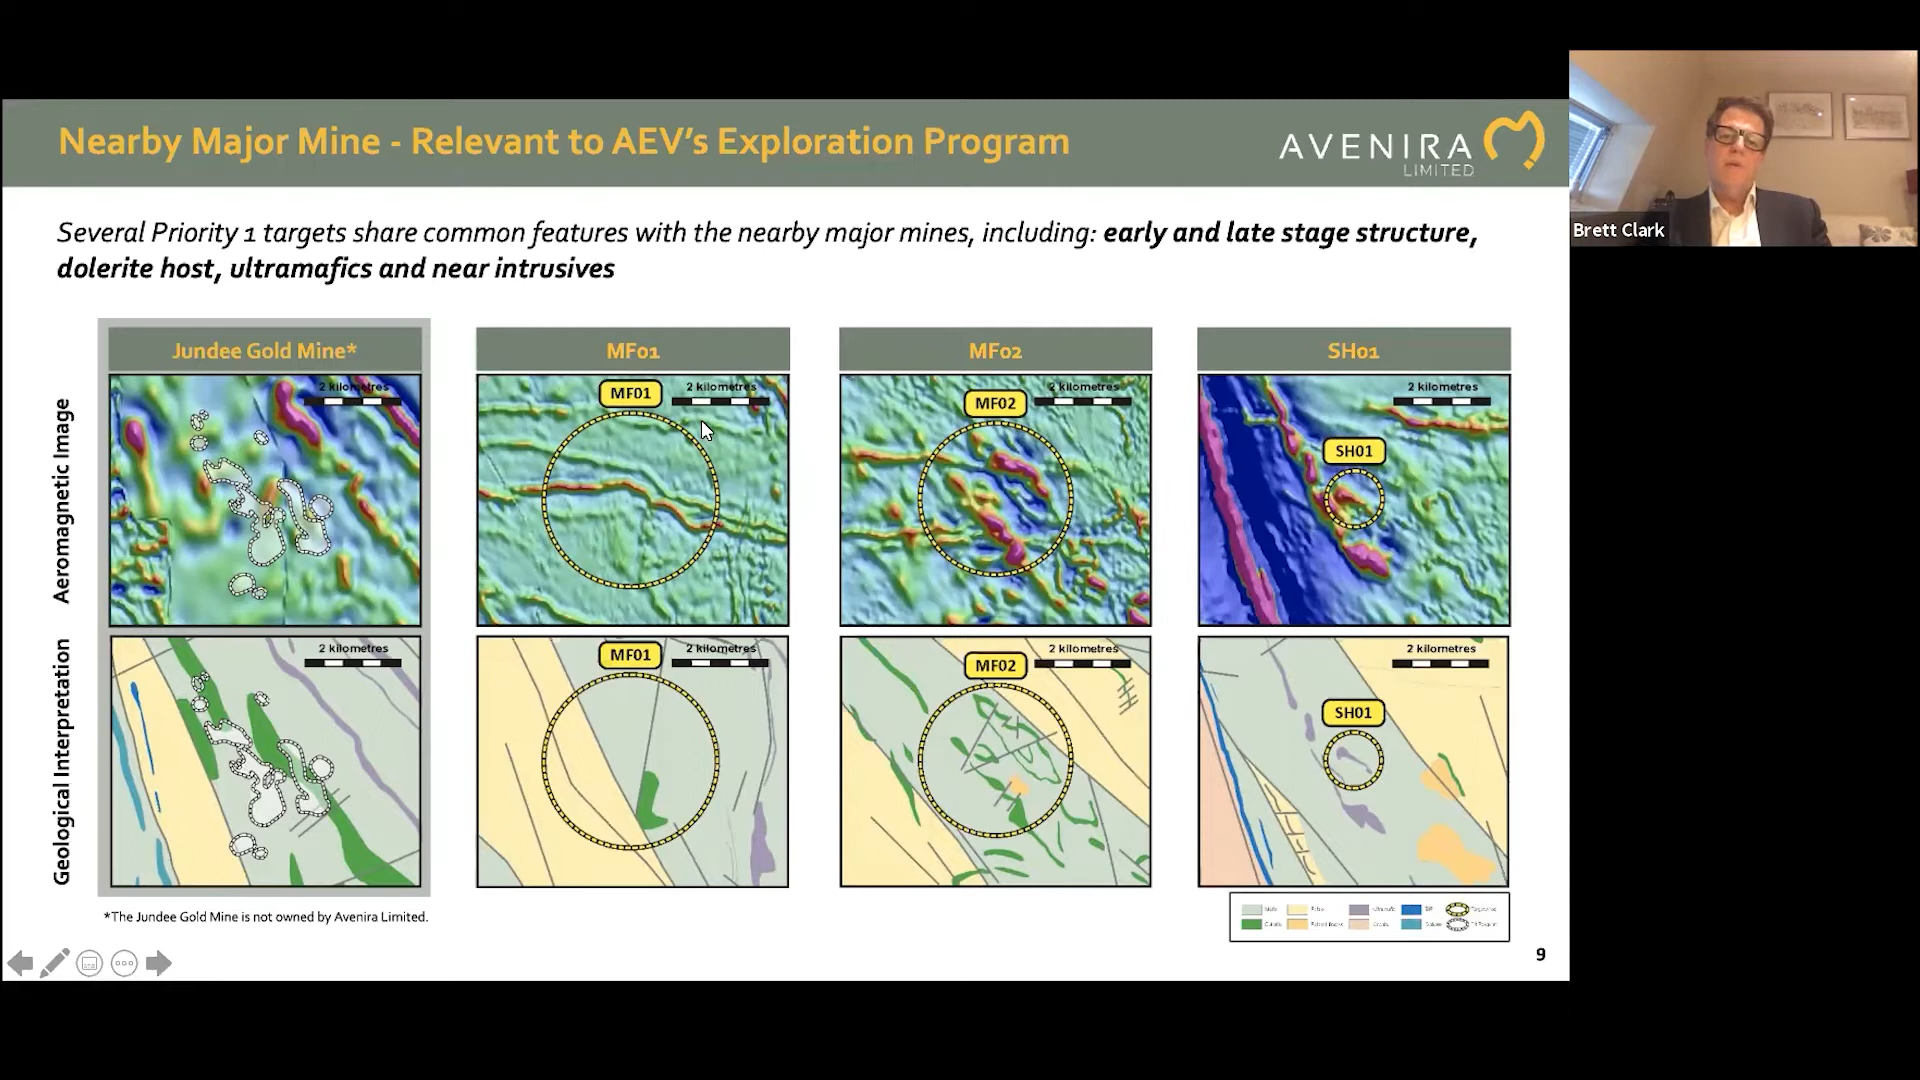 Nearby Major Mine - Relevant to AEV's Exploration Program
AVENIRA
LIMITED
Brett Clark
Several Priority 1 targets share common features with the nearby major mines, including: early and late stage structure,
dolerite host, ultramafics and near intrusives
Jundee Gold Mine*
MF01
MF02
SH01
Aeromagnetic Image
2 kilometres
MF01
2 kilometres
MF02
2 kilometres
SH01
2 kilometres
Geological Interpretation
2 kilometres
MF01
2 kilometres
MF02
2 kilometres
SH01
2 kilometres
*The Jundee Gold Mine is not owned by Avenira Limited.
9